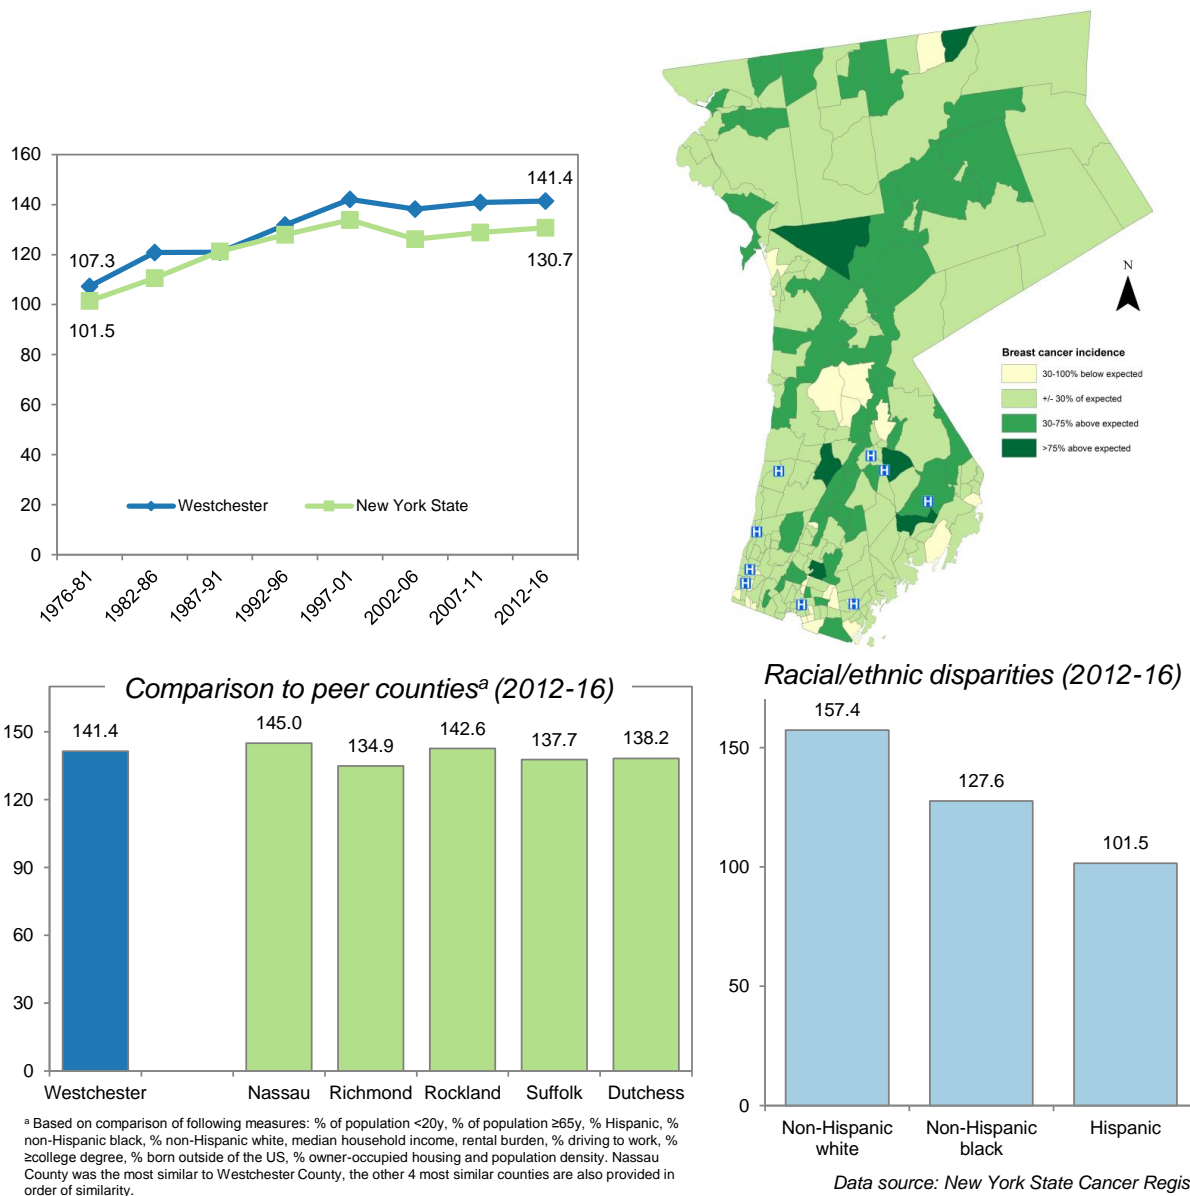 160
140
120
100
80
60
40
20
0
107.3
101.5
141.4
130.7
Westchester
New York State
1976-81
1982-86
1987-91
1992-96
1997-01
2002-06
2007-11
2012-16
N
Breast cancer incidence
30-100% below expected
+/- 30% of expected
30-75% above expected
>75% above expected
H
H
H
H
H
H
H
H
H
Comparison to peer countiesᵃ (2012-16)
150
120
90
60
30
0
141.4
145.0
134.9
142.6
137.7
138.2
Westchester
Nassau
Richmond
Rockland
Suffolk
Dutchess
ᵃ Based on comparison of following measures: % of population <20y, % of population ≥65y, % Hispanic, %
non-Hispanic black, % non-Hispanic white, median household income, rental burden, % driving to work, %
≥college degree, % born outside of the US, % owner-occupied housing and population density. Nassau
County was the most similar to Westchester County, the other 4 most similar counties are also provided in
order of similarity.
Racial/ethnic disparities (2012-16)
150
100
50
0
157.4
127.6
101.5
Non-Hispanic
white
Non-Hispanic
black
Hispanic
Data source: New York State Cancer Regis